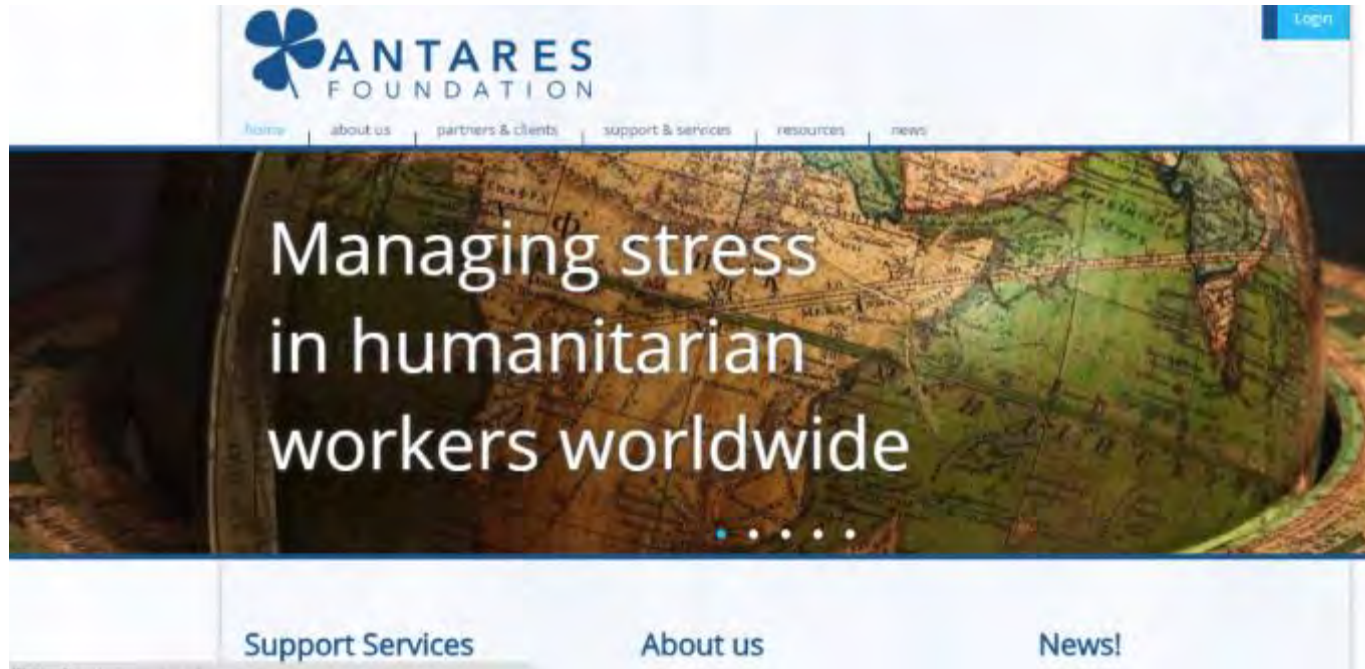 Login
ANTARES
FOUNDATION
home
about us
partners & clients
support & services
resources
news
Managing stress
in humanitarian
workers worldwide
Support Services
About us
News!